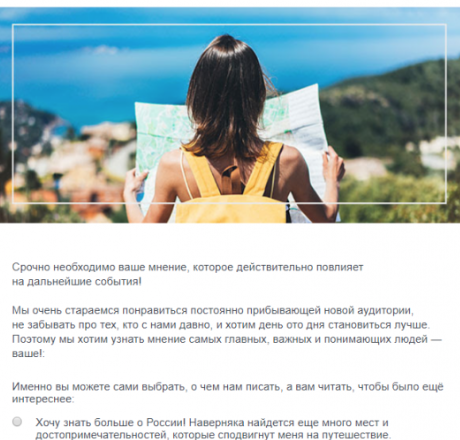 Срочно необходимо ваше мнение, которое действительно повлияет
на дальнейшие события!
Мы очень стараемся понравиться постоянно прибывающей новой аудитории,
не забывать про тех, кто с нами давно, и хотим день ото дня становиться лучше.
Поэтому мы хотим узнать мнение самых главных, важных и понимающих людей —
ваше!:
Именно вы можете сами выбрать, о чем нам писать, а вам читать, чтобы было ещё
интереснее:
Хочу знать больше о России! Наверняка найдется еще много мест и
достопримечательностей, которые сподвигнут меня на путешествие.